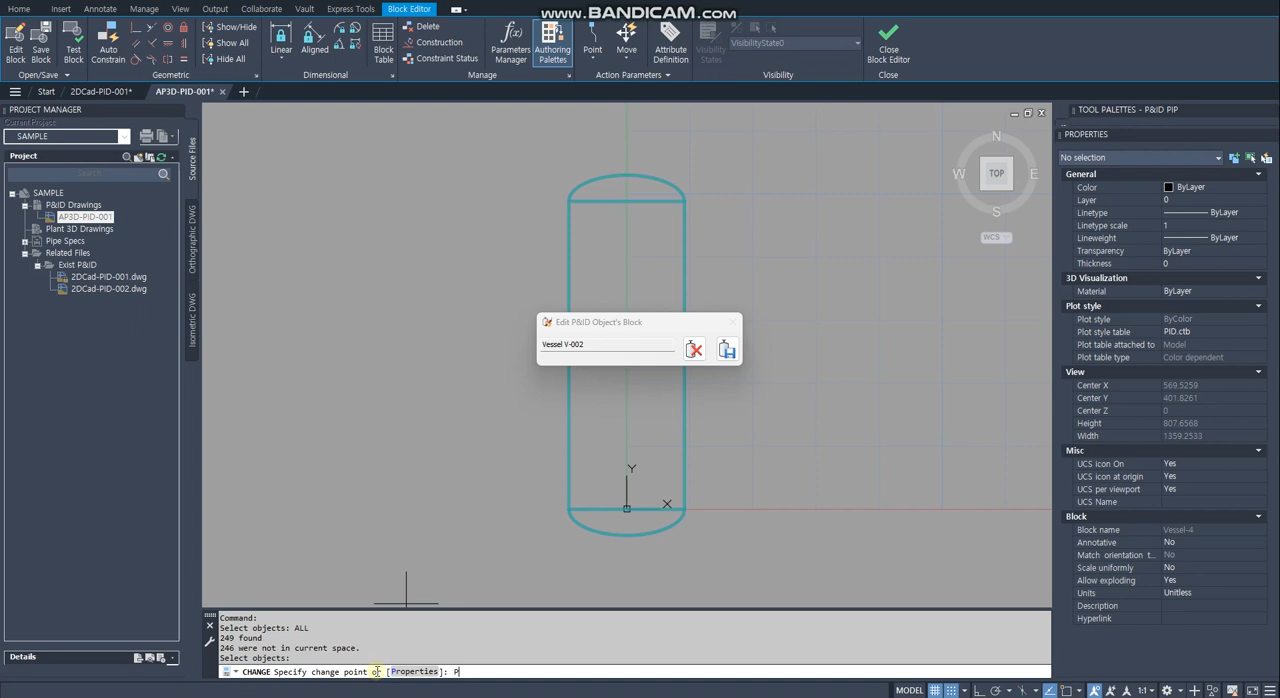 www.BANDICAM.com
Home Insert Annotate Manage View Output Collaborate Vault Express Tools Block Editor
Edit Block
Save Block
Test Block
Auto Constrain
Show/Hide
Show All
Hide All
Linear
Aligned
Block Table
Delete
Construction
Constraint Status
Parameters Manager
Authoring Palettes
Point
Move
Attribute Definition
Visibility States
VisibilityState0
Close Block Editor
Open/Save Geometric Dimensional Manage Action Parameters Visibility Close
Start 2DCad-PID-001* AP3D-PID-001*
PROJECT MANAGER
Current Project
SAMPLE
Project
Search
SAMPLE
P&ID Drawings
AP3D-PID-001
Plant 3D Drawings
Pipe Specs
Related Files
Exist P&ID
2DCad-PID-001.dwg
2DCad-PID-002.dwg
Details
Source Files
Orthographic DWG
Isometric DWG
N
W TOP E
S
WCS
Edit P&ID Object's Block
Vessel V-002
Y
X
TOOL PALETTES - P&ID PIP
PROPERTIES
No selection
General
Color ByLayer
Layer 0
Linetype ByLayer
Linetype scale 1
Lineweight ByLayer
Transparency ByLayer
Thickness 0
3D Visualization
Material ByLayer
Plot style
Plot style ByColor
Plot style table PID.ctb
Plot table attached to Model
Plot table type Color dependent
View
Center X 569.5259
Center Y 401.8261
Center Z 0
Height 807.6568
Width 1359.2533
Misc
UCS icon On Yes
UCS icon at origin Yes
UCS per viewport Yes
UCS Name
Block
Block name Vessel-4
Annotative No
Match orientation t... No
Scale uniformly No
Allow exploding Yes
Units Unitless
Description
Hyperlink
Command:
Select objects: ALL
249 found
246 were not in current space.
Select objects:
CHANGE Specify change point or [Properties]: P
MODEL 1:1